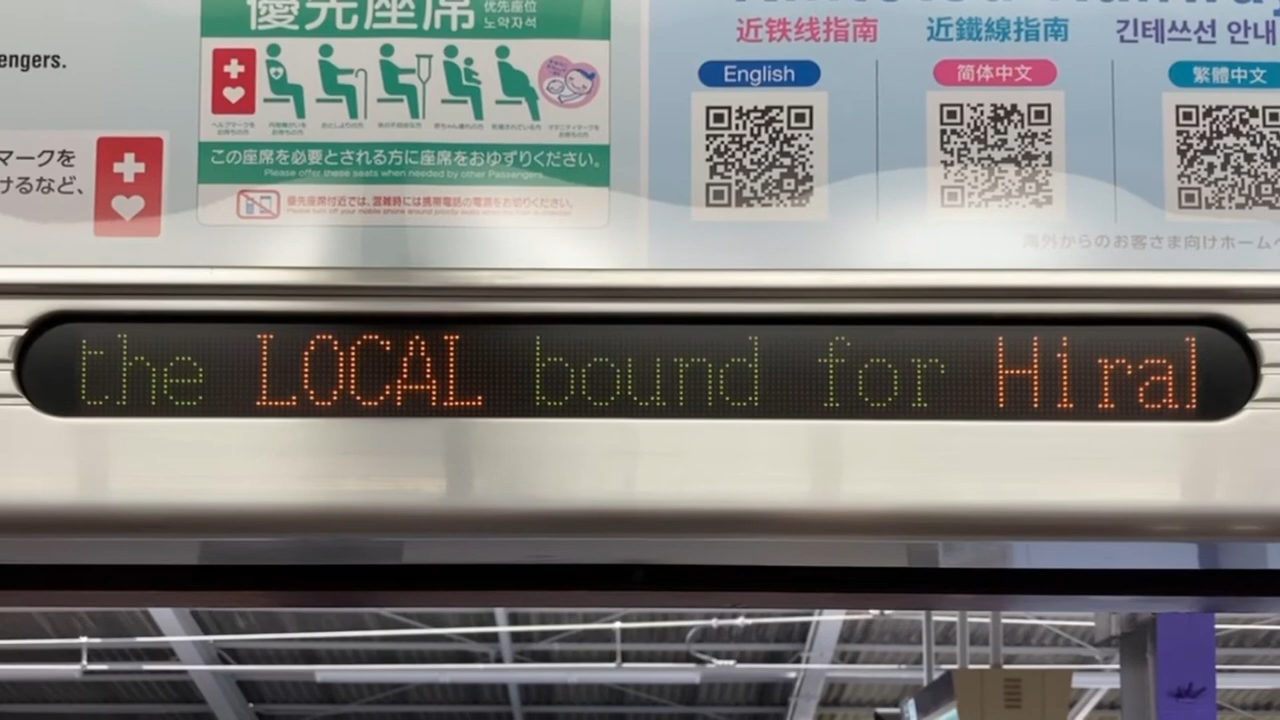 engers.
マークを
けるなど、
優先座席
优先座位
노약자석
この座席を必要とされる方に座席をおゆずりください。
Please offer these seats when needed by other Passengers
優先座席付近では、混雑時には携帯電話の電源をお切りください。
近铁线指南
近鐵線指南
긴테쓰선 안내
English
简体中文
繁體中文
海外からのお客さま向けホームペ
the LOCAL bound for Hiral